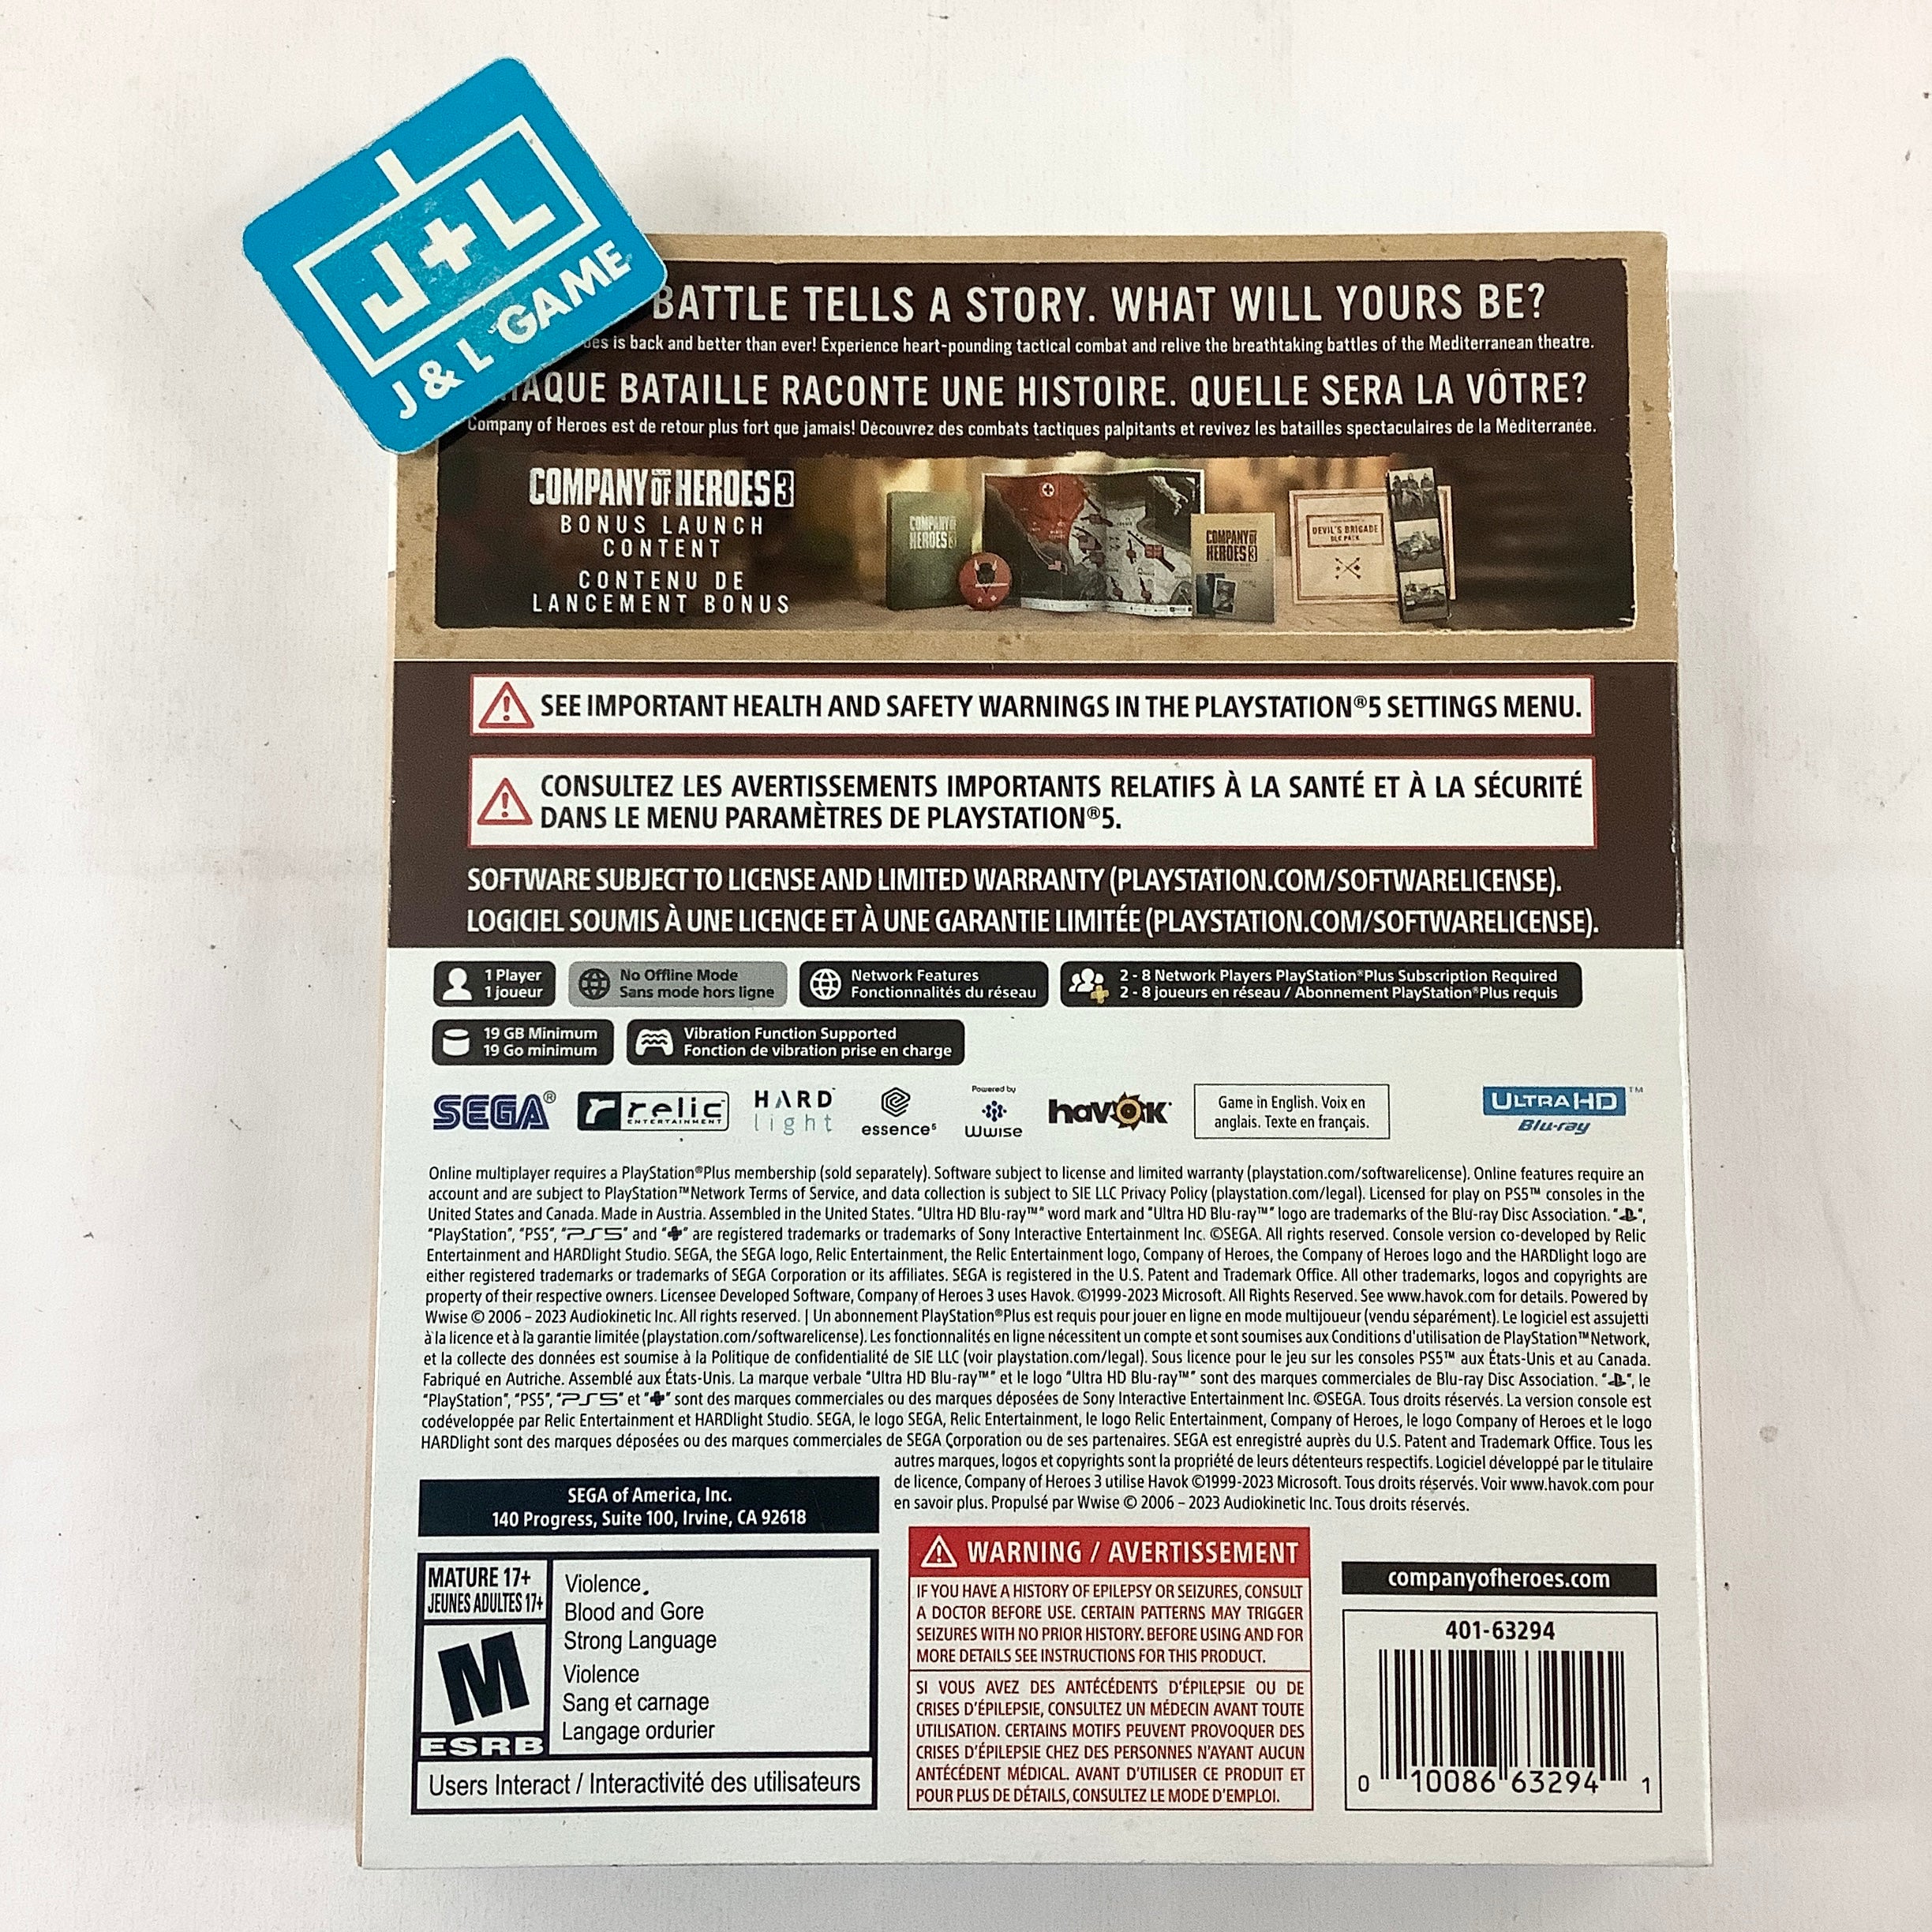 J+L
J & L GAME
BATTLE TELLS A STORY. WHAT WILL YOURS BE?
is back and better than ever! Experience heart-pounding tactical combat and relive the breathtaking battles of the Mediterranean theatre.
BATAILLE RACONTE UNE HISTOIRE. QUELLE SERA LA VÔTRE?
Company of Heroes est de retour plus fort que jamais! Découvrez des combats tactiques palpitants et revivez les batailles spectaculaires de la Méditerranée.
COMPANY OF HEROES 3
BONUS LAUNCH
CONTENT
CONTENU DE
LANCEMENT BONUS
COMPANY OF
HEROES 3
COMPANY OF
HEROES 3
DEVIL'S BRIGADE
DLC PACK
SEE IMPORTANT HEALTH AND SAFETY WARNINGS IN THE PLAYSTATION®5 SETTINGS MENU.
CONSULTEZ LES AVERTISSEMENTS IMPORTANTS RELATIFS À LA SANTÉ ET À LA SÉCURITÉ
DANS LE MENU PARAMÈTRES DE PLAYSTATION®5.
SOFTWARE SUBJECT TO LICENSE AND LIMITED WARRANTY (PLAYSTATION.COM/SOFTWARELICENSE).
LOGICIEL SOUMIS À UNE LICENCE ET À UNE GARANTIE LIMITÉE (PLAYSTATION.COM/SOFTWARELICENSE).
1 Player
1 joueur
No Offline Mode
Sans mode hors ligne
Network Features
Fonctionnalités du réseau
2 - 8 Network Players PlayStation®Plus Subscription Required
2 - 8 joueurs en réseau / Abonnement PlayStation®Plus requis
19 GB Minimum
19 Go minimum
Vibration Function Supported
Fonction de vibration prise en charge
SEGA®
relic
ENTERTAINMENT
HARD
light
essence5
Powered by
Wwise
havok
Game in English. Voix en
anglais. Texte en français.
ULTRA HD™
Blu-ray
Online multiplayer requires a PlayStation®Plus membership (sold separately). Software subject to license and limited warranty (playstation.com/softwarelicense). Online features require an
account and are subject to PlayStation™Network Terms of Service, and data collection is subject to SIE LLC Privacy Policy (playstation.com/legal). Licensed for play on PS5™ consoles in the
United States and Canada. Made in Austria. Assembled in the United States. "Ultra HD Blu-ray™" word mark and "Ultra HD Blu-ray™" logo are trademarks of the Blu-ray Disc Association. "",
"PlayStation", "PS5", "PS5" and "" are registered trademarks or trademarks of Sony Interactive Entertainment Inc. ©SEGA. All rights reserved. Console version co-developed by Relic
Entertainment and HARDlight Studio. SEGA, the SEGA logo, Relic Entertainment, the Relic Entertainment logo, Company of Heroes, the Company of Heroes logo and the HARDlight logo are
either registered trademarks or trademarks of SEGA Corporation or its affiliates. SEGA is registered in the U.S. Patent and Trademark Office. All other trademarks, logos and copyrights are
property of their respective owners. Licensee Developed Software, Company of Heroes 3 uses Havok. ©1999-2023 Microsoft. All Rights Reserved. See www.havok.com for details. Powered by
Wwise © 2006 – 2023 Audiokinetic Inc. All rights reserved. | Un abonnement PlayStation®Plus est requis pour jouer en ligne en mode multijoueur (vendu séparément). Le logiciel est assujetti
à la licence et à la garantie limitée (playstation.com/softwarelicense). Les fonctionnalités en ligne nécessitent un compte et sont soumises aux Conditions d'utilisation de PlayStation™Network,
et la collecte des données est soumise à la Politique de confidentialité de SIE LLC (voir playstation.com/legal). Sous licence pour le jeu sur les consoles PS5™ aux États-Unis et au Canada.
Fabriqué en Autriche. Assemblé aux États-Unis. La marque verbale "Ultra HD Blu-ray™" et le logo "Ultra HD Blu-ray™" sont des marques commerciales de Blu-ray Disc Association. "", le
"PlayStation", "PS5", "PS5" et "" sont des marques commerciales ou des marques déposées de Sony Interactive Entertainment Inc. ©SEGA. Tous droits réservés. La version console est
codéveloppée par Relic Entertainment et HARDlight Studio. SEGA, le logo SEGA, Relic Entertainment, le logo Relic Entertainment, Company of Heroes, le logo Company of Heroes et le logo
HARDlight sont des marques déposées ou des marques commerciales de SEGA Corporation ou de ses partenaires. SEGA est enregistré auprès du U.S. Patent and Trademark Office. Tous les
autres marques, logos et copyrights sont la propriété de leurs détenteurs respectifs. Logiciel développé par le titulaire
de licence, Company of Heroes 3 utilise Havok ©1999-2023 Microsoft. Tous droits réservés. Voir www.havok.com pour
en savoir plus. Propulsé par Wwise © 2006 – 2023 Audiokinetic Inc. Tous droits réservés.
SEGA of America, Inc.
140 Progress, Suite 100, Irvine, CA 92618
MATURE 17+
JEUNES ADULTES 17+
M
ESRB
Violence
Blood and Gore
Strong Language
Violence
Sang et carnage
Langage ordurier
Users Interact / Interactivité des utilisateurs
WARNING / AVERTISSEMENT
IF YOU HAVE A HISTORY OF EPILEPSY OR SEIZURES, CONSULT
A DOCTOR BEFORE USE. CERTAIN PATTERNS MAY TRIGGER
SEIZURES WITH NO PRIOR HISTORY. BEFORE USING AND FOR
MORE DETAILS SEE INSTRUCTIONS FOR THIS PRODUCT.
SI VOUS AVEZ DES ANTÉCÉDENTS D'ÉPILEPSIE OU DE
CRISES D'ÉPILEPSIE, CONSULTEZ UN MÉDECIN AVANT TOUTE
UTILISATION. CERTAINS MOTIFS PEUVENT PROVOQUER DES
CRISES D'ÉPILEPSIE CHEZ DES PERSONNES N'AYANT AUCUN
ANTÉCÉDENT MÉDICAL. AVANT D'UTILISER CE PRODUIT ET
POUR PLUS DE DÉTAILS, CONSULTEZ LE MODE D'EMPLOI.
companyofheroes.com
401-63294
0 10086 63294 1